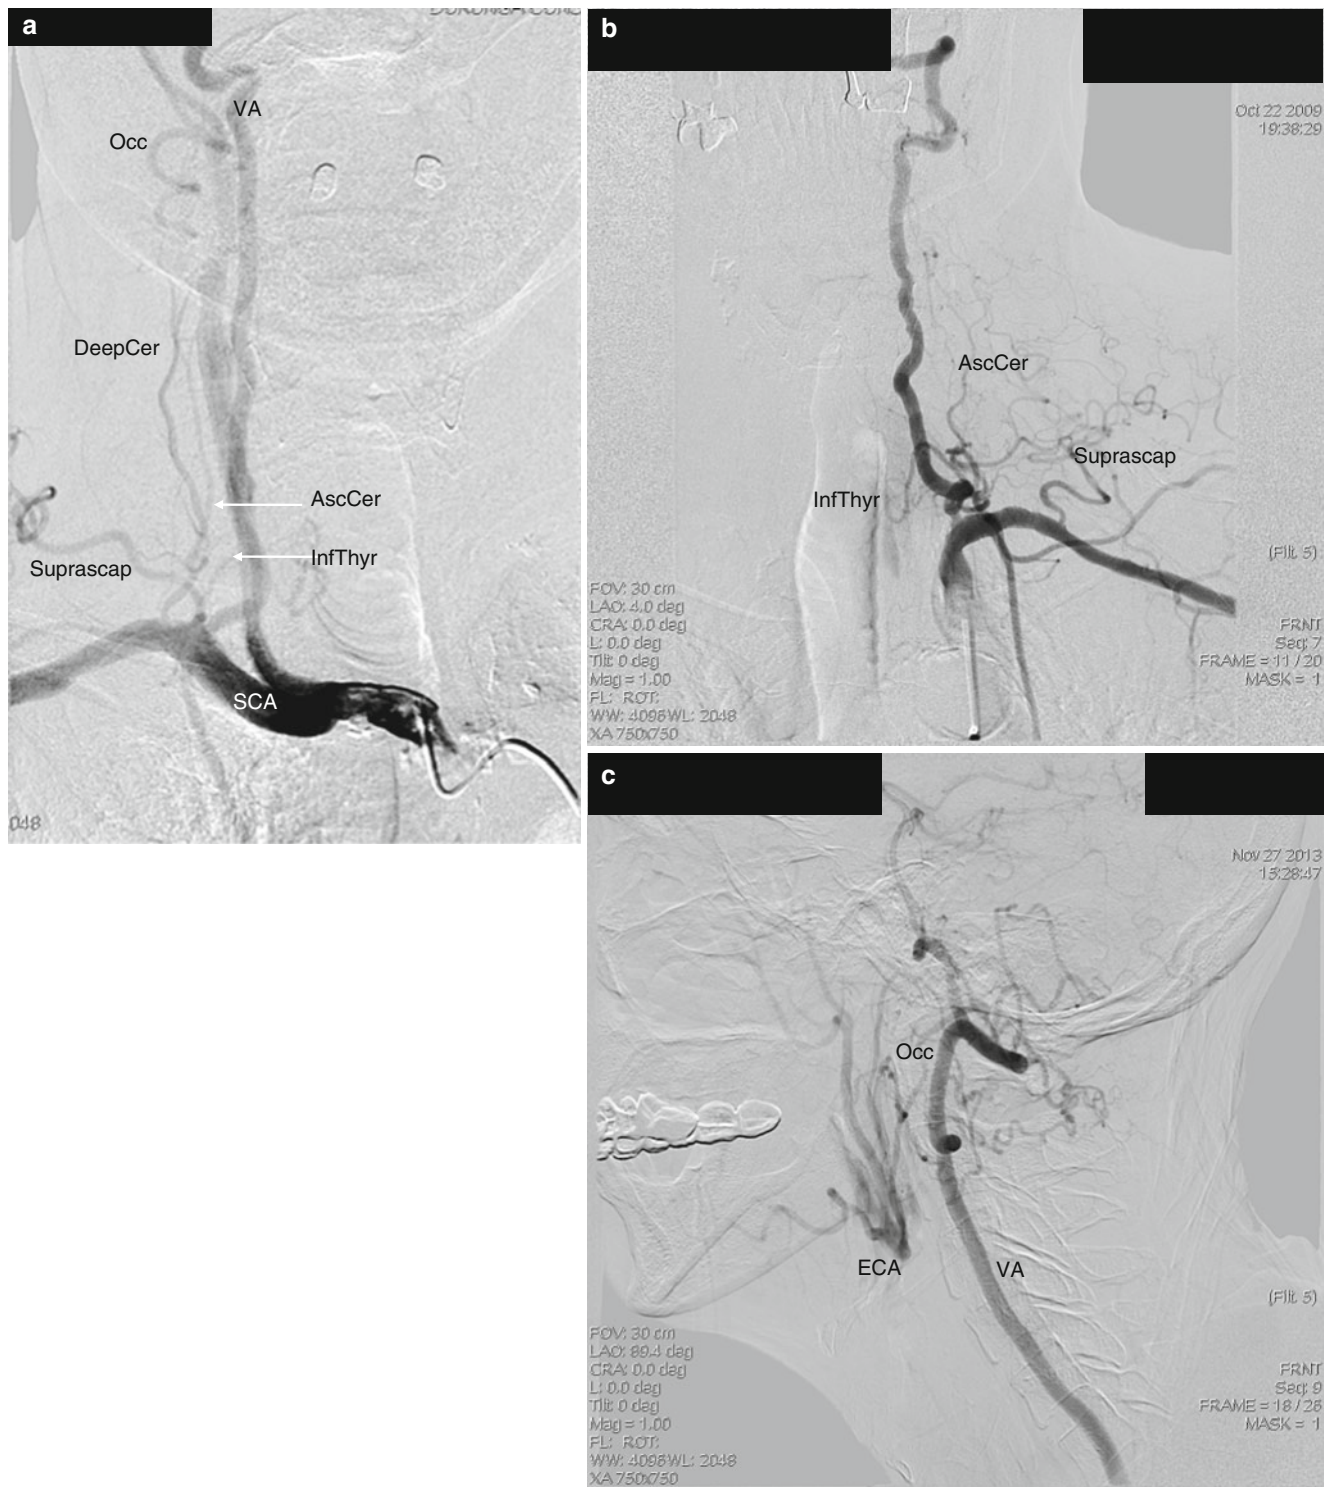 a
VA
Occ
DeepCer
AscCer
InfThyr
Suprascap
SCA
048
b
Oct 22 2009
19:38:29
AscCer
Suprascap
InfThyr
(Filt. 5)
FOV: 30 cm
LAO: 4.0 deg
CRA: 0.0 deg
L: 0.0 deg
Tilt: 0 deg
Mag = 1.00
FL: ROT:
WW: 4095WL: 2048
XA 750x750
FRNT
Seq: 7
FRAME = 11 / 20
MASK = 1
c
Nov 27 2013
13:28:47
Occ
ECA
VA
(Filt. 5)
FOV: 30 cm
LAO: 89.4 deg
CRA: 0.0 deg
L: 0.0 deg
Tilt: 0 deg
Mag = 1.00
FL: ROT:
WW: 4095WL: 2048
XA 750x750
FRNT
Seq: 9
FRAME = 18 / 26
MASK = 1